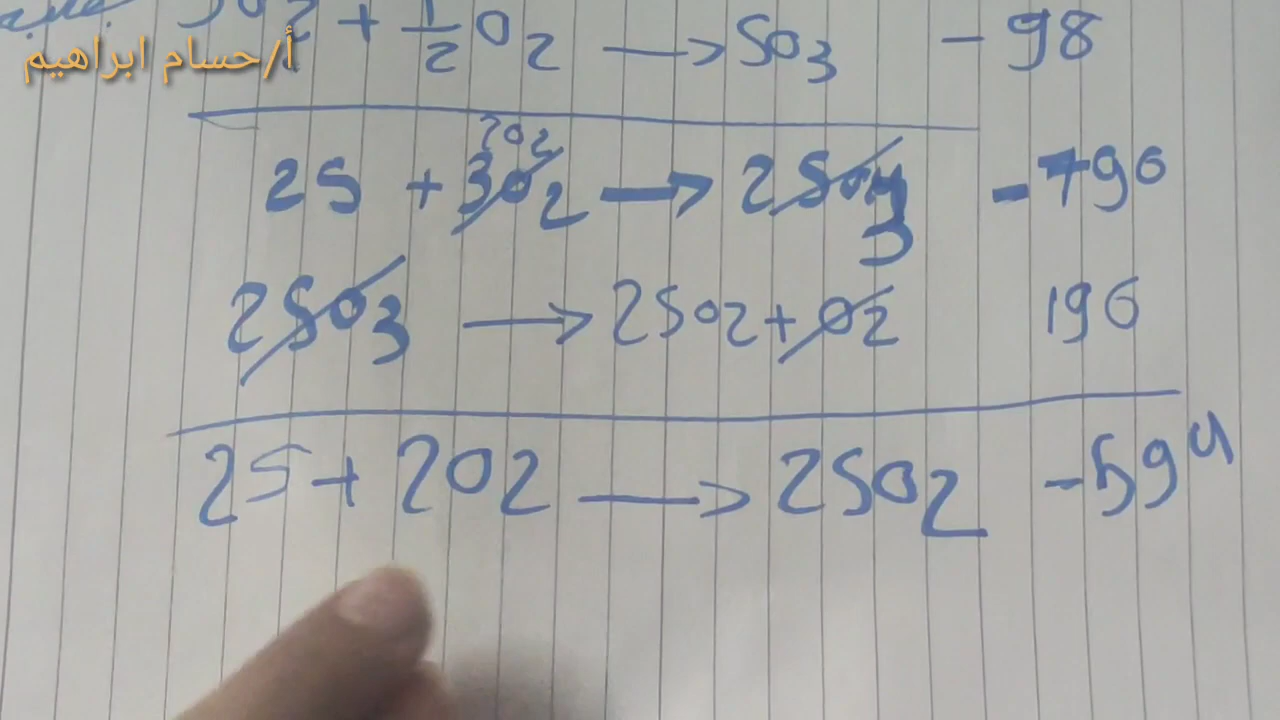 + 1/2 O2 → SO3 - 98
أ/حسام ابراهيم
2O2
2S + 3O2 → 2SO3 - 790
2SO3 → 2SO2 + O2 196
2S + 2O2 → 2SO2 - 594